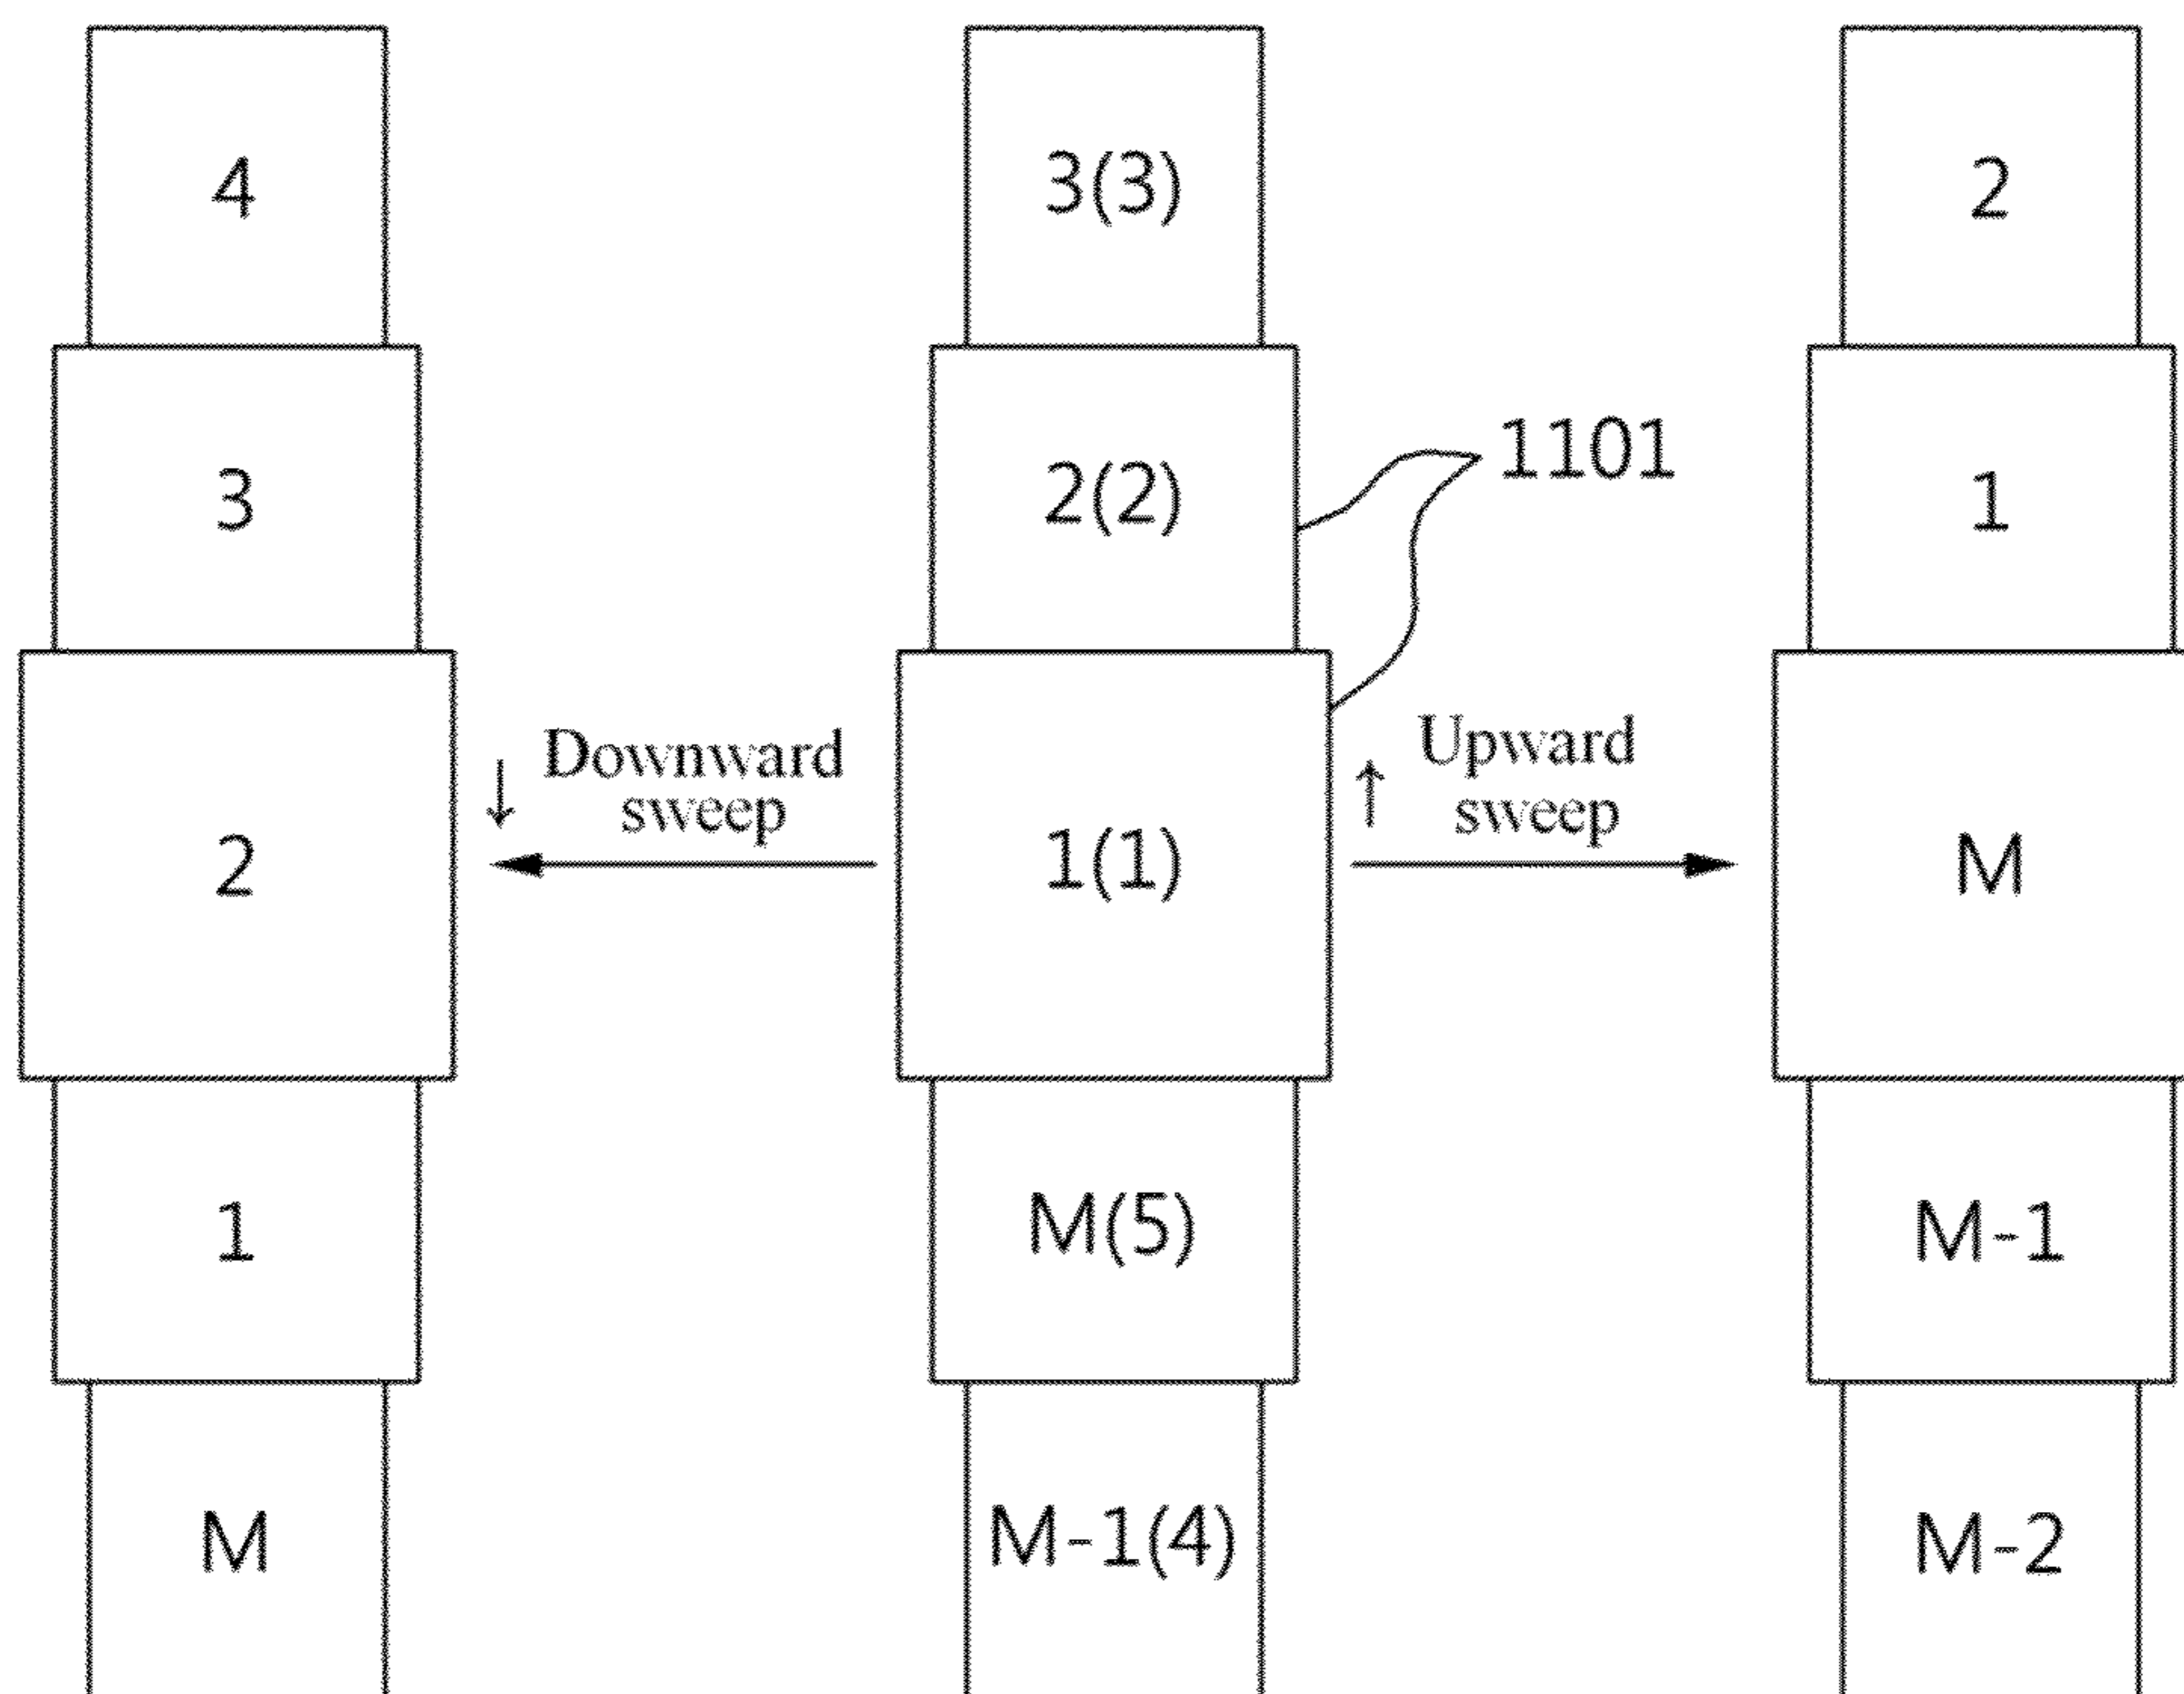 4
3
2
1
M
↓ Downward
sweep
3(3)
2(2)
1(1)
M(5)
M-1(4)
1101
↑ Upward
sweep
2
1
M
M-1
M-2